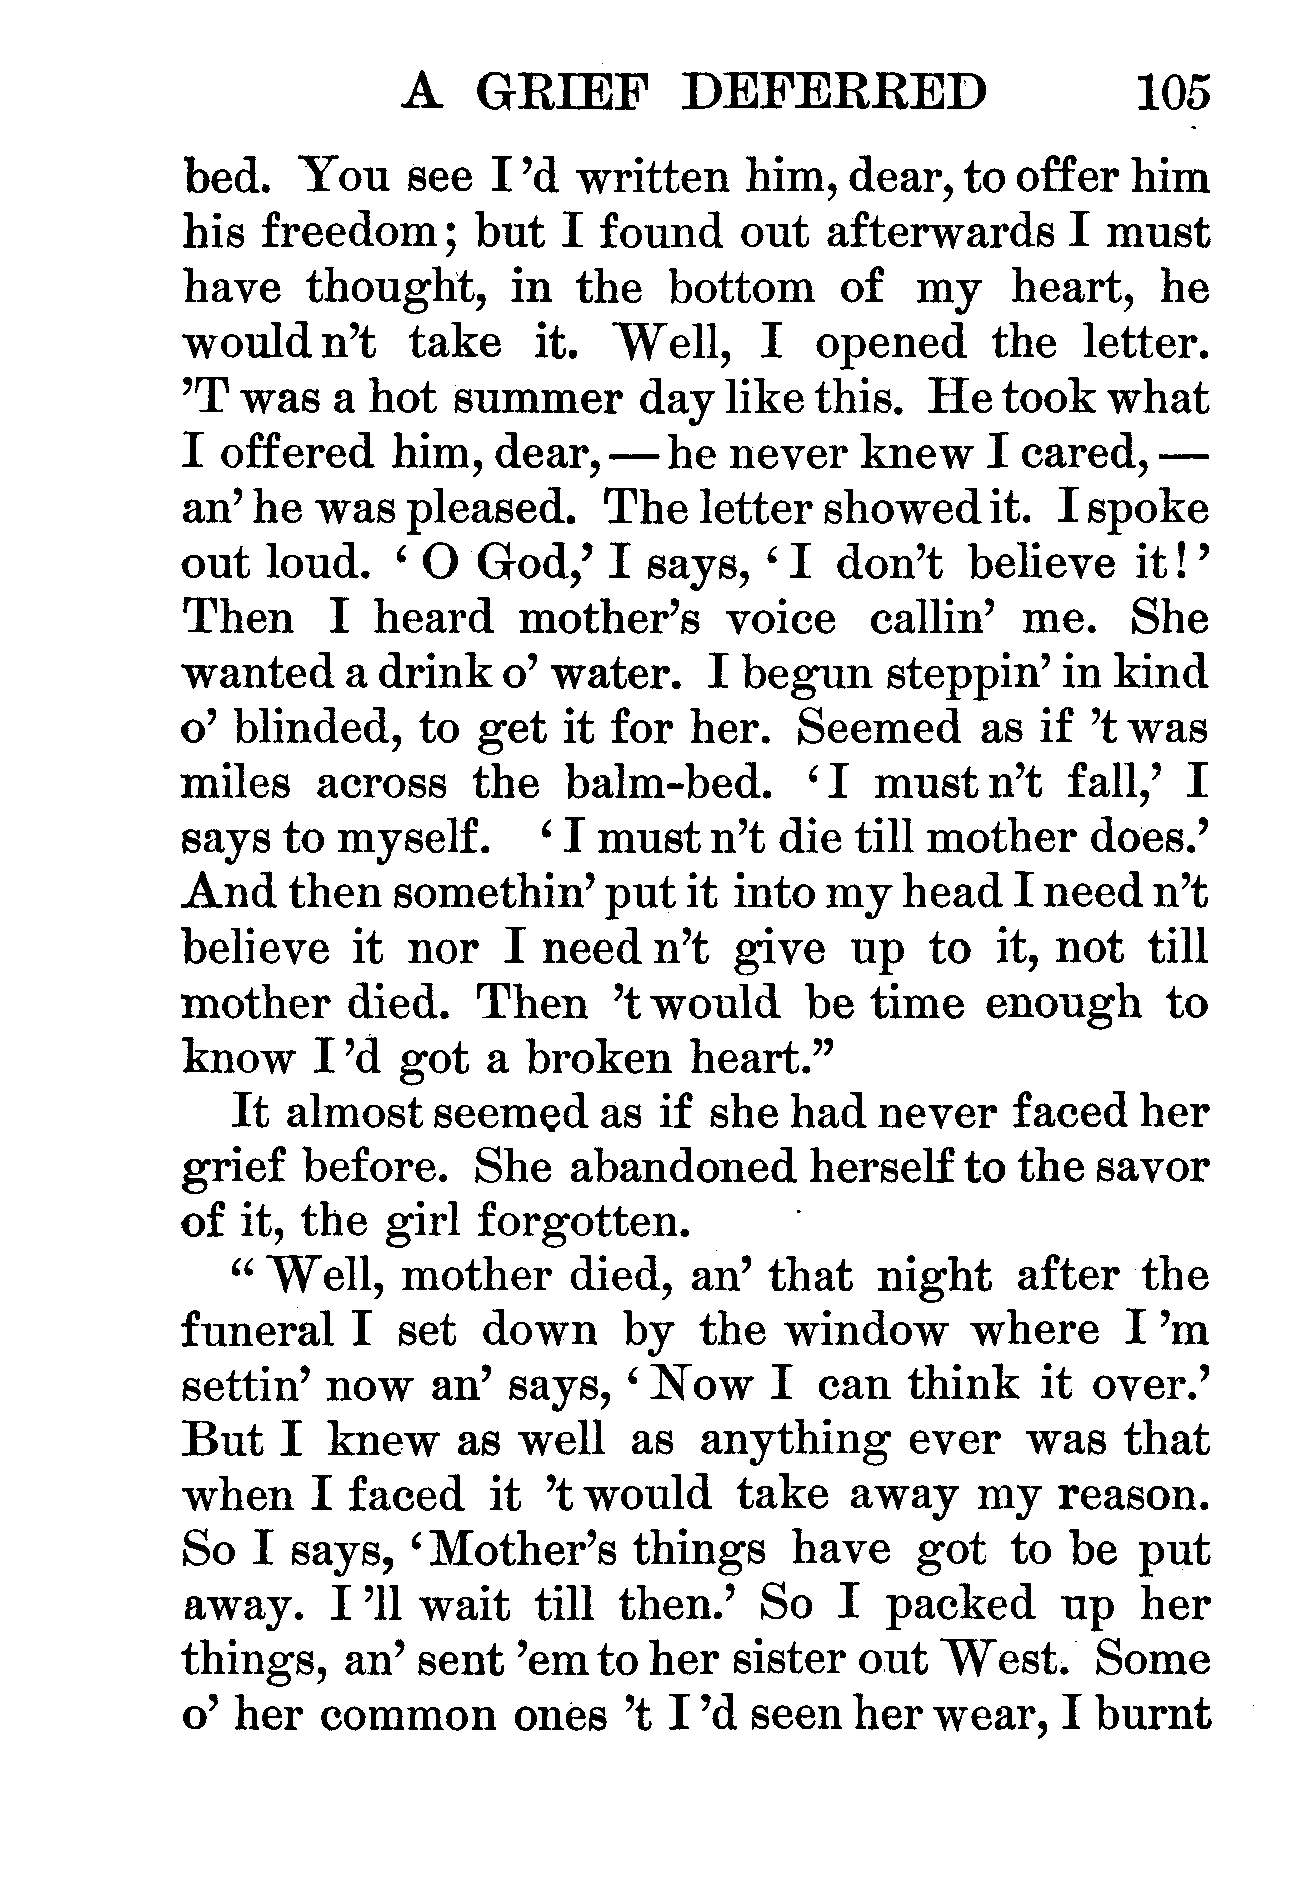 A GRIEF DEFERRED 105
bed. You see I 'd written him, dear, to offer him
his freedom; but I found out afterwards I must
have thought, in the bottom of my heart, he
would n't take it. Well, I opened the letter.
'T was a hot summer day like this. He took what
I offered him, dear,—he never knew I cared,—
an' he was pleased. The letter showed it. I spoke
out loud. ‘O God,’ I says, ‘I don't believe it!’
Then I heard mother's voice callin' me. She
wanted a drink o' water. I begun steppin' in kind
o' blinded, to get it for her. Seemed as if 't was
miles across the balm-bed. ‘I must n't fall,’ I
says to myself. ‘I must n't die till mother does.’
And then somethin' put it into my head I need n't
believe it nor I need n't give up to it, not till
mother died. Then 't would be time enough to
know I 'd got a broken heart.”
It almost seemed as if she had never faced her
grief before. She abandoned herself to the savor
of it, the girl forgotten.
“Well, mother died, an' that night after the
funeral I set down by the window where I 'm
settin' now an' says, ‘Now I can think it over.’
But I knew as well as anything ever was that
when I faced it 't would take away my reason.
So I says, ‘Mother's things have got to be put
away. I 'll wait till then.’ So I packed up her
things, an' sent 'em to her sister out West. Some
o' her common ones 't I 'd seen her wear, I burnt